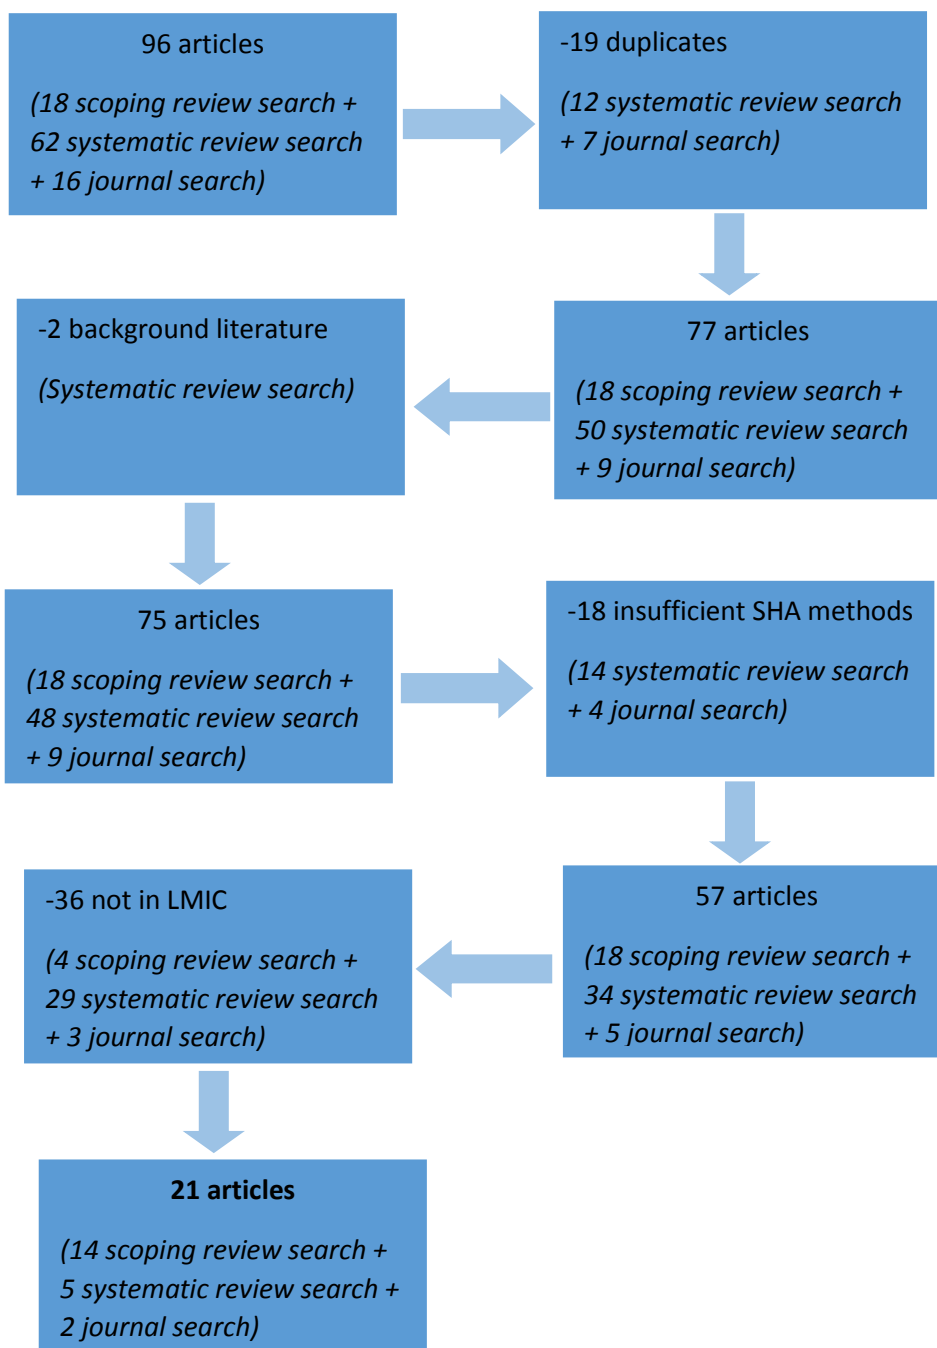 96 articles
(18 scoping review search +
62 systematic review search
+ 16 journal search)
-19 duplicates
(12 systematic review search
+ 7 journal search)
77 articles
(18 scoping review search +
50 systematic review search
+ 9 journal search)
-2 background literature
(Systematic review search)
75 articles
(18 scoping review search +
48 systematic review search
+ 9 journal search)
-18 insufficient SHA methods
(14 systematic review search
+ 4 journal search)
57 articles
(18 scoping review search +
34 systematic review search
+ 5 journal search)
-36 not in LMIC
(4 scoping review search +
29 systematic review search
+ 3 journal search)
21 articles
(14 scoping review search +
5 systematic review search +
2 journal search)